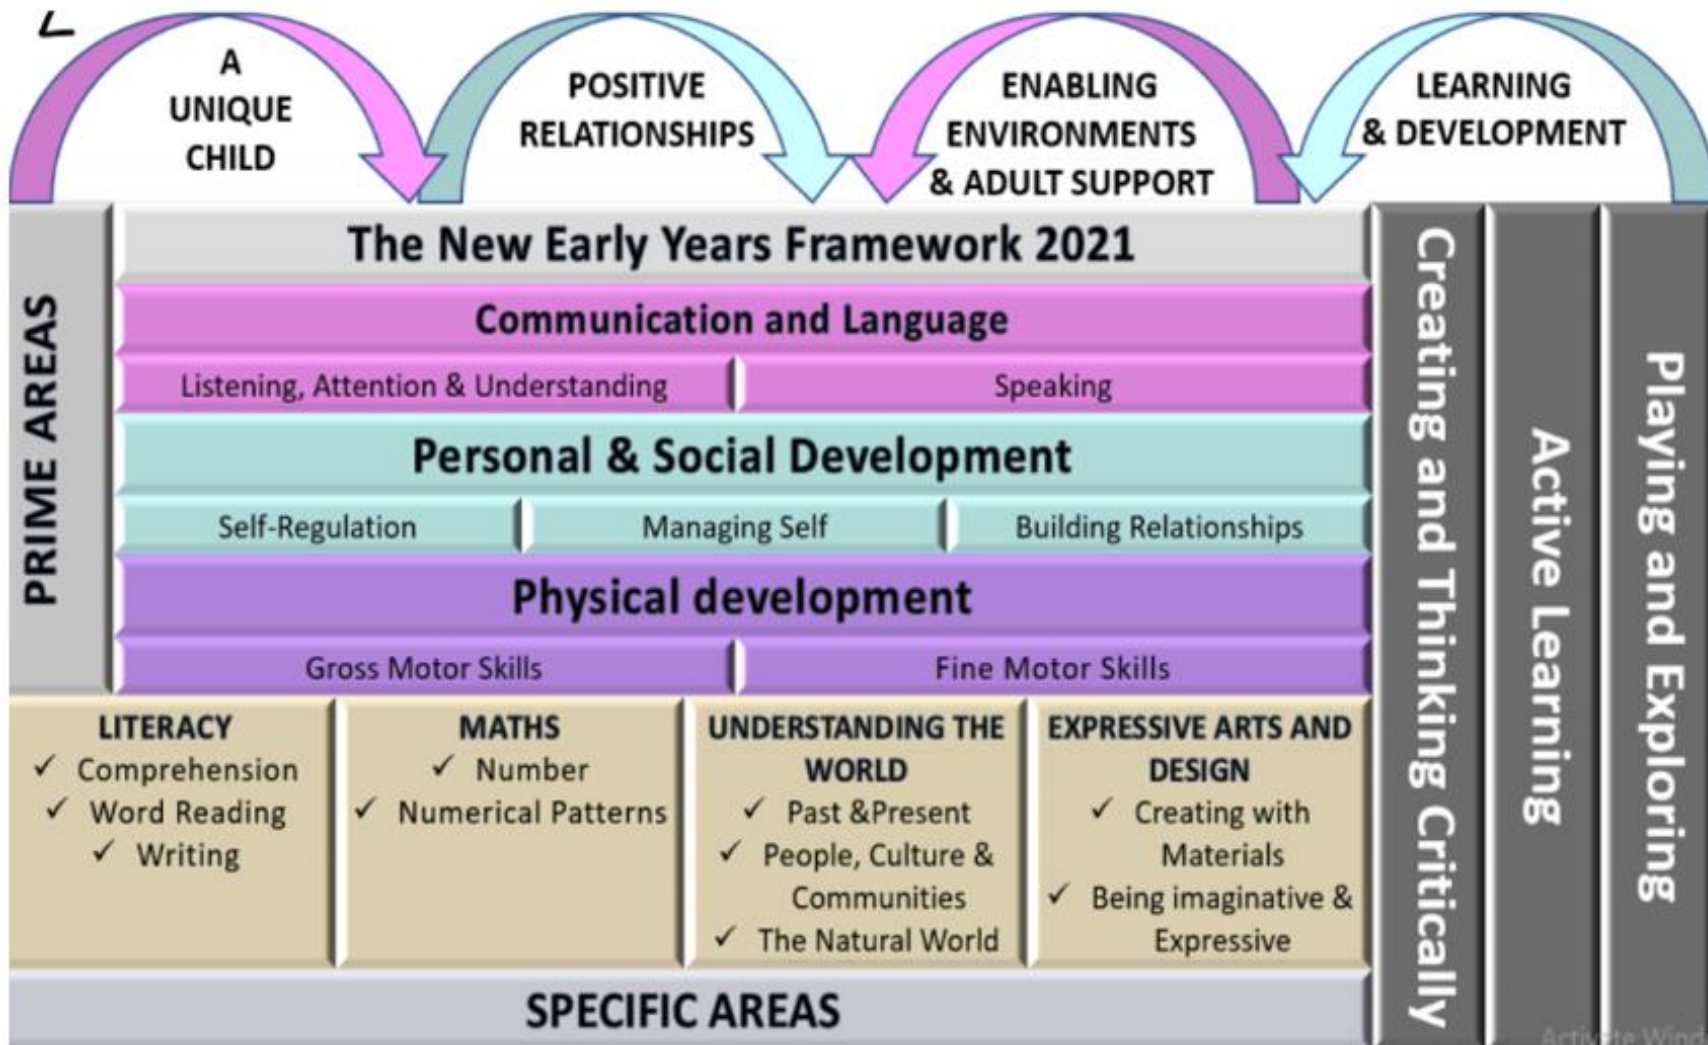 A
UNIQUE
CHILD
POSITIVE
RELATIONSHIPS
ENABLING
ENVIRONMENTS
& ADULT SUPPORT
LEARNING
& DEVELOPMENT
PRIME AREAS
The New Early Years Framework 2021
Communication and Language
Listening, Attention & Understanding
Speaking
Personal & Social Development
Self-Regulation
Managing Self
Building Relationships
Physical development
Gross Motor Skills
Fine Motor Skills
LITERACY
✓ Comprehension
✓ Word Reading
✓ Writing
MATHS
✓ Number
✓ Numerical Patterns
UNDERSTANDING THE
WORLD
✓ Past &Present
✓ People, Culture &
Communities
✓ The Natural World
EXPRESSIVE ARTS AND
DESIGN
✓ Creating with
Materials
✓ Being imaginative &
Expressive
SPECIFIC AREAS
Creating and Thinking Critically
Active Learning
Playing and Exploring
Activate Wind